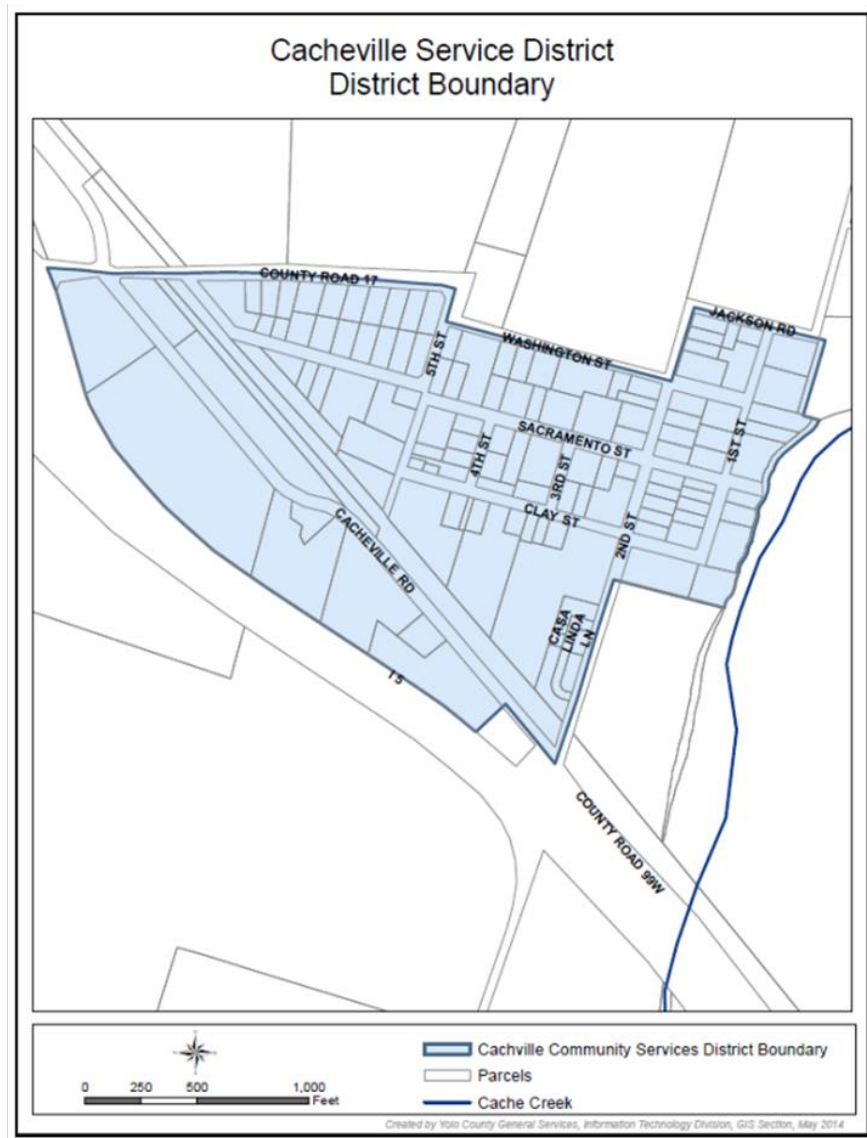 Cacheville Service District
District Boundary
COUNTY ROAD 17
JACKSON RD
WASHINGTON ST
5TH ST
SACRAMENTO ST
1ST ST
4TH ST
3RD ST
CLAY ST
CACHEVILLE RD
2ND ST
CASA
LINDA
LN
I 5
COUNTY ROAD 99W
0 250 500 1,000
Feet
Cachville Community Services District Boundary
Parcels
Cache Creek
Created by Yolo County General Services, Information Technology Division, GIS Section, May 2014